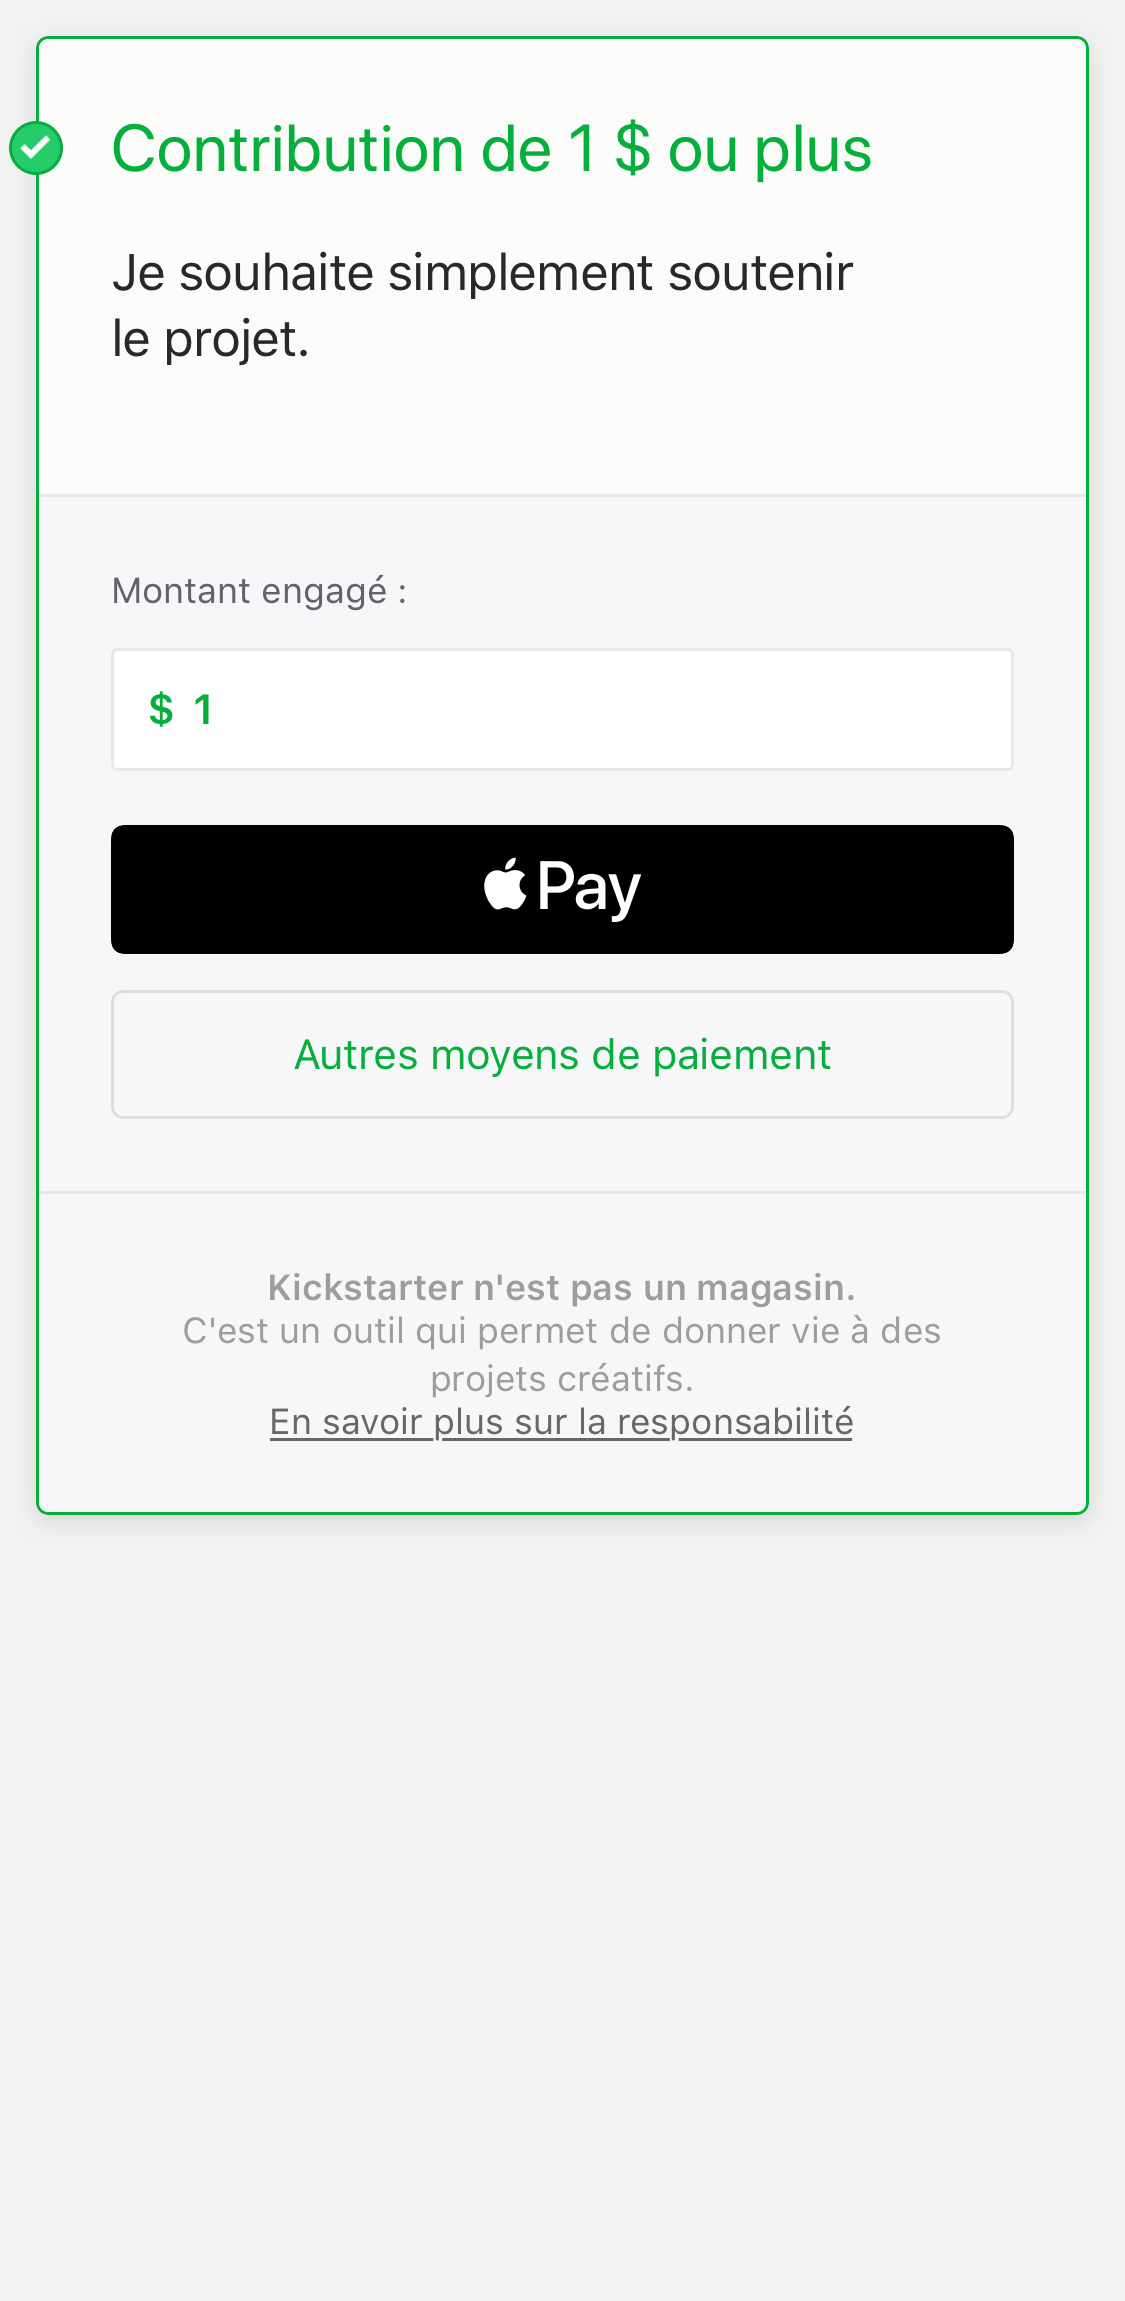 Contribution de 1 $ ou plus
Je souhaite simplement soutenir
le projet.
Montant engagé :
$ 1
Pay
Autres moyens de paiement
Kickstarter n'est pas un magasin.
C'est un outil qui permet de donner vie à des
projets créatifs.
En savoir plus sur la responsabilité